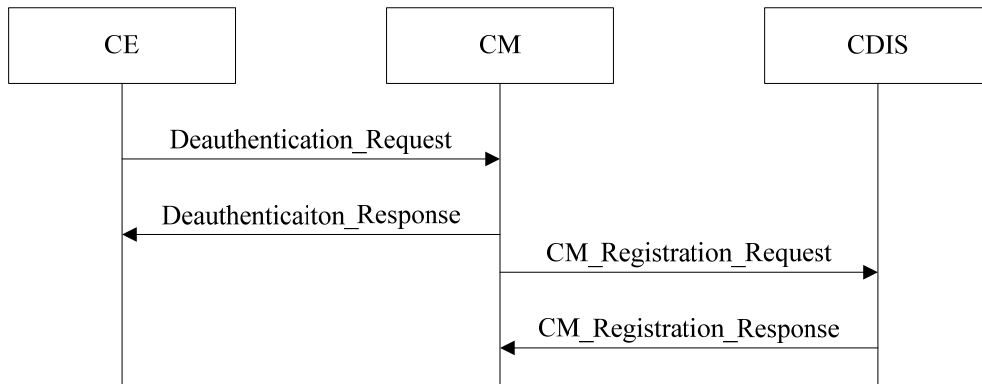 CE
CM
CDIS
Deauthentication_Request
Deauthenticaiton_Response
CM_Registration_Request
CM_Registration_Response